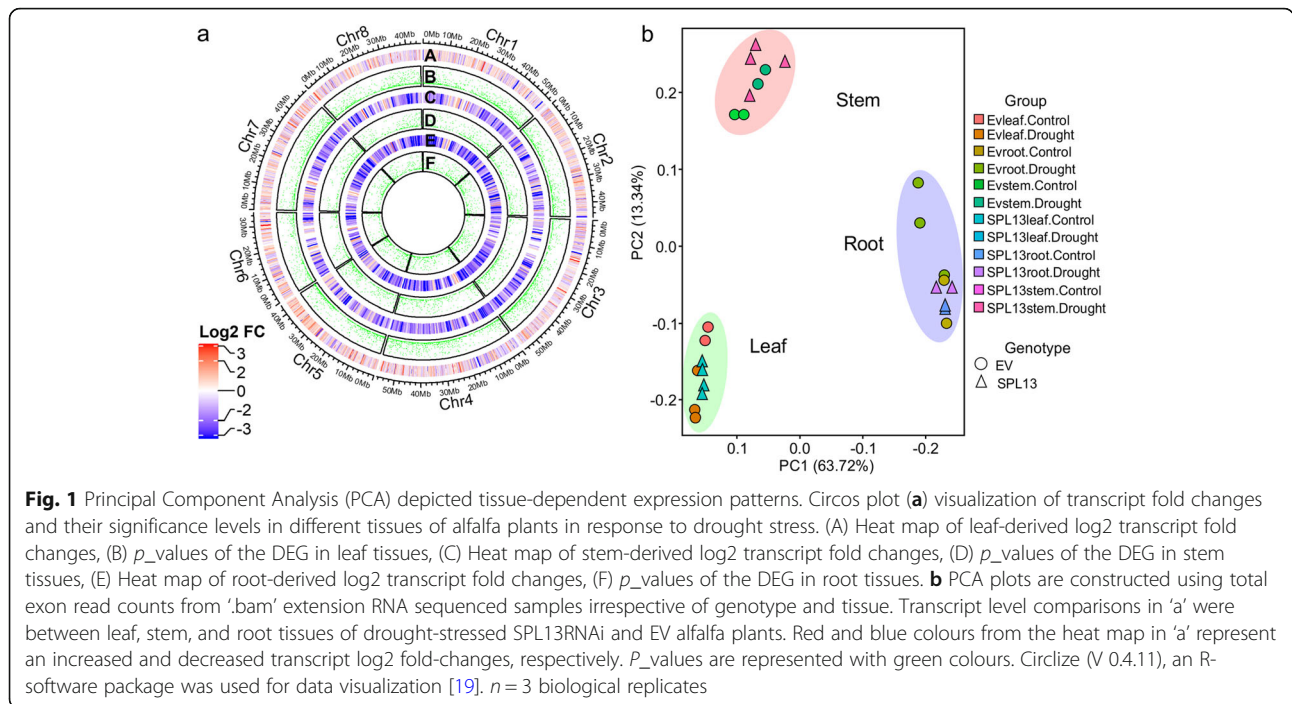 a
Chr8
Chr1
Chr2
Chr3
Chr4
Chr5
Chr6
Chr7
0Mb 10Mb 20Mb 30Mb 40Mb 50Mb
A
B
C
D
E
F
Log2 FC
3
2
0
-2
-3
b
PC2 (13.34%)
0.2
0.1
0.0
-0.1
-0.2
Stem
Root
Leaf
0.1 0.0 -0.1 -0.2
PC1 (63.72%)
Group
Evleaf.Control
Evleaf.Drought
Evroot.Control
Evroot.Drought
Evstem.Control
Evstem.Drought
SPL13leaf.Control
SPL13leaf.Drought
SPL13root.Control
SPL13root.Drought
SPL13stem.Control
SPL13stem.Drought
Genotype
EV
SPL13
Fig. 1 Principal Component Analysis (PCA) depicted tissue-dependent expression patterns. Circos plot (a) visualization of transcript fold changes
and their significance levels in different tissues of alfalfa plants in response to drought stress. (A) Heat map of leaf-derived log2 transcript fold
changes, (B) p_values of the DEG in leaf tissues, (C) Heat map of stem-derived log2 transcript fold changes, (D) p_values of the DEG in stem
tissues, (E) Heat map of root-derived log2 transcript fold changes, (F) p_values of the DEG in root tissues. b PCA plots are constructed using total
exon read counts from '.bam' extension RNA sequenced samples irrespective of genotype and tissue. Transcript level comparisons in 'a' were
between leaf, stem, and root tissues of drought-stressed SPL13RNAi and EV alfalfa plants. Red and blue colours from the heat map in 'a' represent
an increased and decreased transcript log2 fold-changes, respectively. P_values are represented with green colours. Circlize (V 0.4.11), an R-
software package was used for data visualization [19]. n = 3 biological replicates